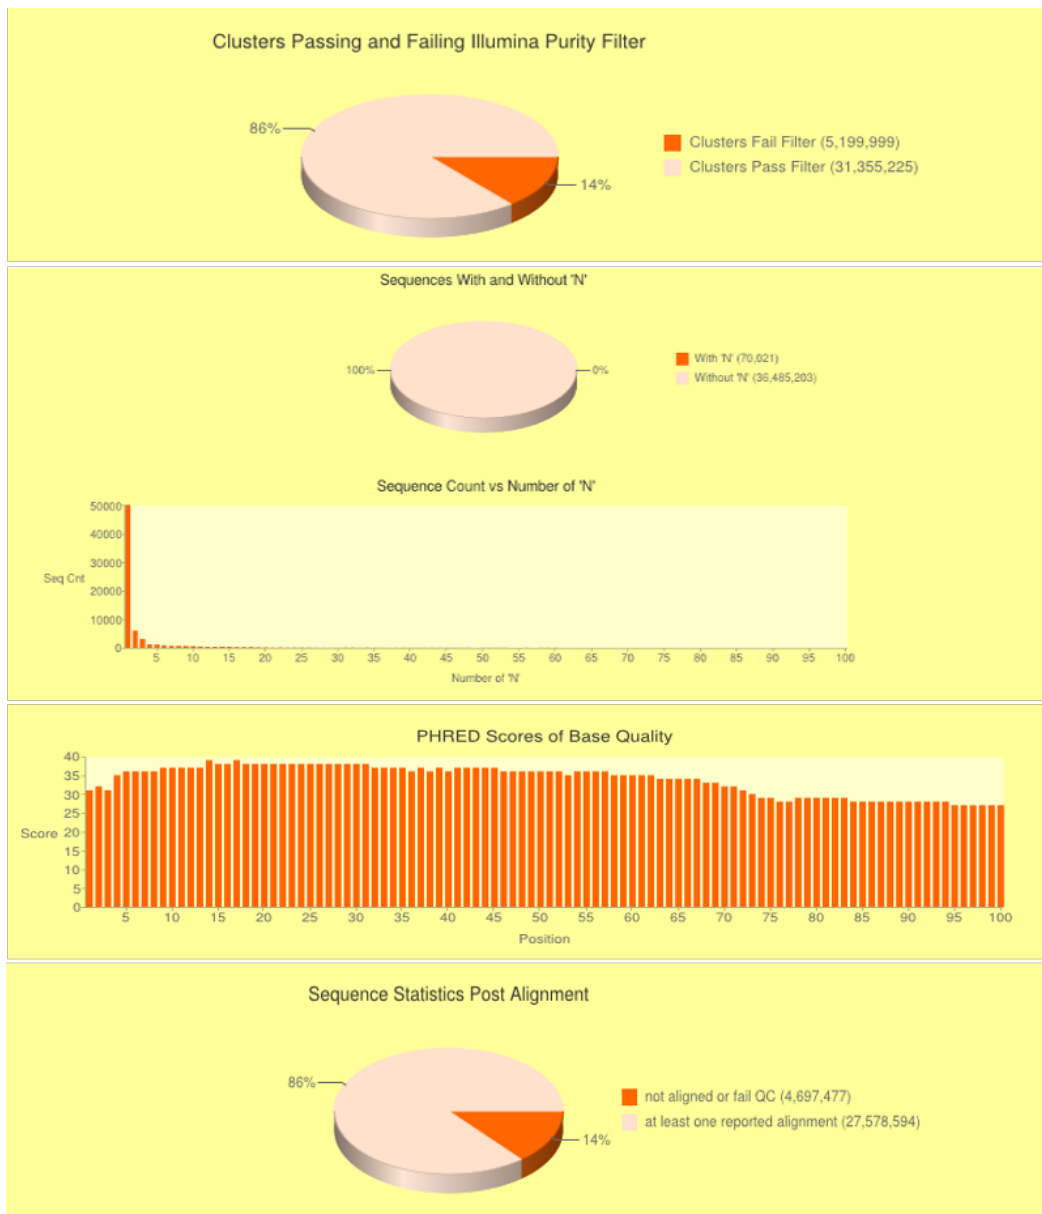 Clusters Passing and Failing Illumina Purity Filter
86%
14%
Clusters Fail Filter (5,199,999)
Clusters Pass Filter (31,355,225)
Sequences With and Without 'N'
100%
0%
With 'N' (70,021)
Without 'N' (36,485,203)
Sequence Count vs Number of 'N'
50000
40000
30000
Seq Cnt
20000
10000
0
5 10 15 20 25 30 35 40 45 50 55 60 65 70 75 80 85 90 95 100
Number of 'N'
PHRED Scores of Base Quality
40
35
30
25
Score 20
15
10
5
0
5 10 15 20 25 30 35 40 45 50 55 60 65 70 75 80 85 90 95 100
Position
Sequence Statistics Post Alignment
86%
14%
not aligned or fail QC (4,697,477)
at least one reported alignment (27,578,594)